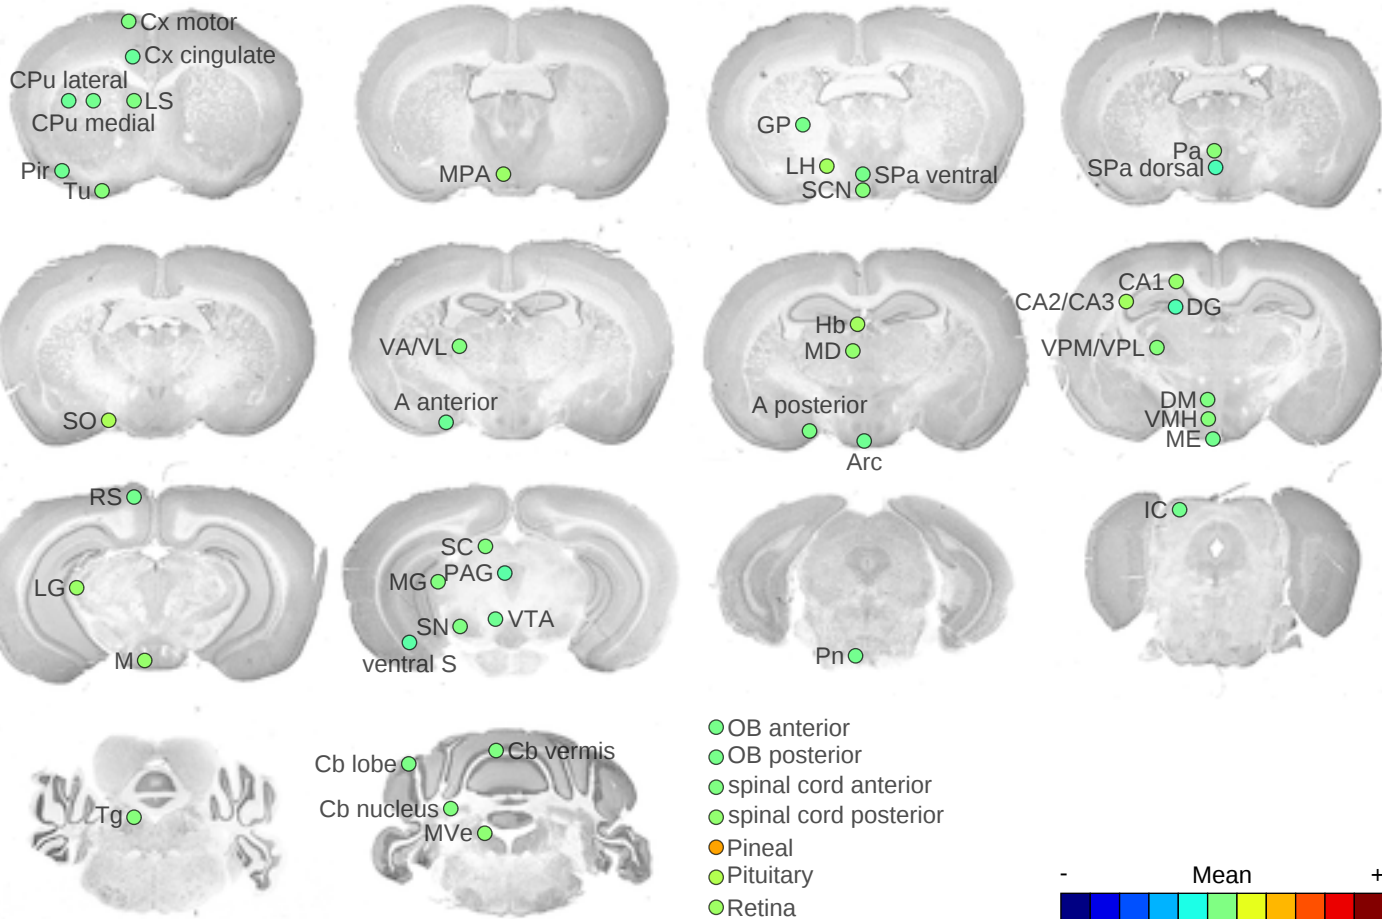 Cx motor
Cx cingulate
CPu lateral
LS
CPu medial
Pir
Tu
MPA
GP
LH
SPa ventral
SCN
Pa
SPa dorsal
SO
VA/VL
A anterior
Hb
MD
A posterior
Arc
CA1
CA2/CA3
DG
VPM/VPL
DM
VMH
ME
RS
LG
M
SC
MG
PAG
SN
VTA
ventral S
Pn
IC
Tg
Cb lobe
Cb vermis
Cb nucleus
MVe
OB anterior
OB posterior
spinal cord anterior
spinal cord posterior
Pineal
Pituitary
Retina
- Mean +